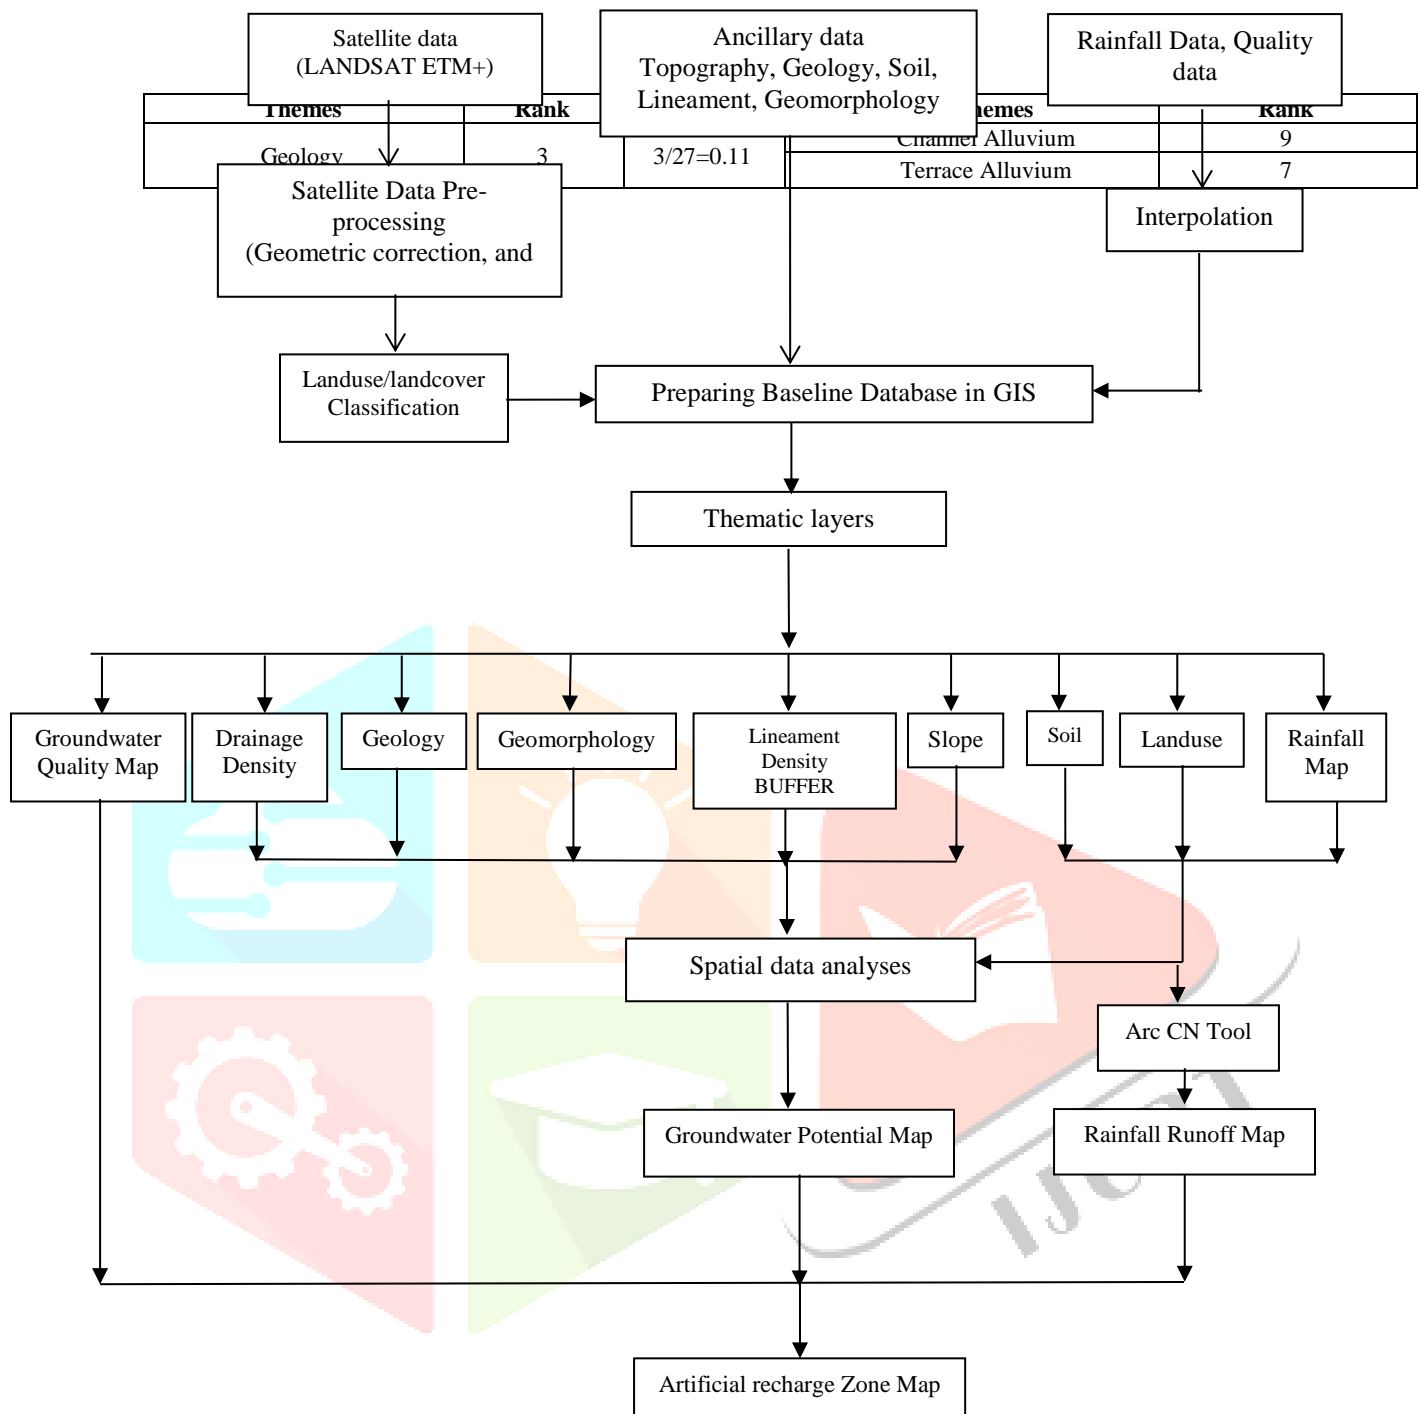 Satellite data
(LANDSAT ETM+)
Ancillary data
Topography, Geology, Soil,
Lineament, Geomorphology
Rainfall Data, Quality
data
Themes
Rank
hemes
Rank
Geology
3
3/27=0.11
Channel Alluvium
9
Terrace Alluvium
7
Satellite Data Pre-
processing
(Geometric correction, and
Interpolation
Landuse/landcover
Classification
Preparing Baseline Database in GIS
Thematic layers
Groundwater
Quality Map
Drainage
Density
Geology
Geomorphology
Lineament
Density
BUFFER
Slope
Soil
Landuse
Rainfall
Map
Spatial data analyses
Arc CN Tool
Groundwater Potential Map
Rainfall Runoff Map
Artificial recharge Zone Map